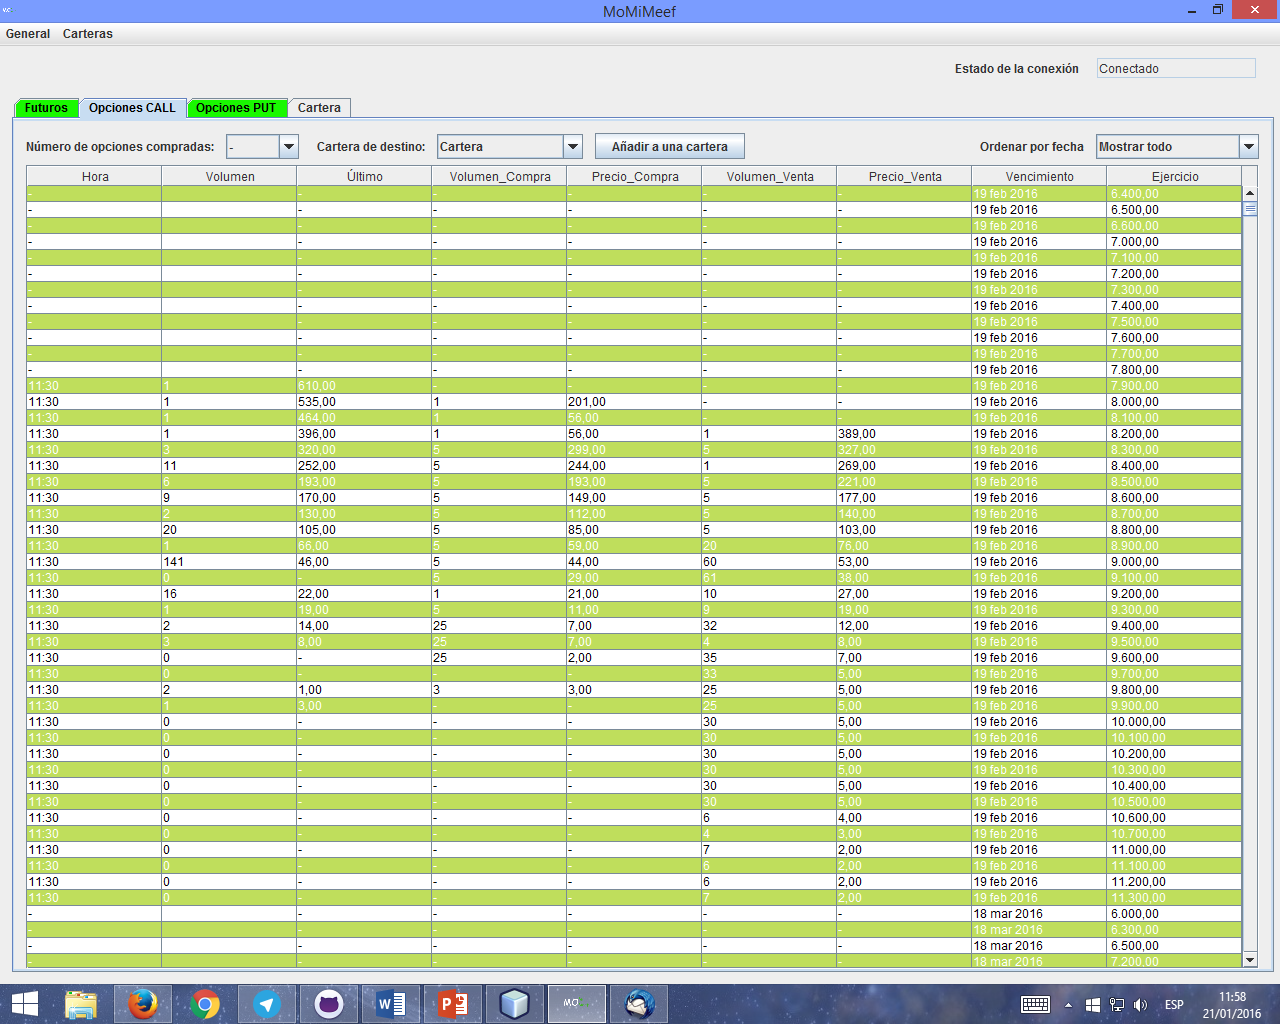 MoMiMeef
General Carteras
Estado de la conexión Conectado
Futuros Opciones CALL Opciones PUT Cartera
Número de opciones compradas: - Cartera de destino: Cartera Añadir a una cartera Ordenar por fecha Mostrar todo
Hora Volumen Último Volumen_Compra Precio_Compra Volumen_Venta Precio_Venta Vencimiento Ejercicio
- - - - - - 19 feb 2016 6.400,00
- - - - - - 19 feb 2016 6.500,00
- - - - - - 19 feb 2016 6.600,00
- - - - - - 19 feb 2016 7.000,00
- - - - - - 19 feb 2016 7.100,00
- - - - - - 19 feb 2016 7.200,00
- - - - - - 19 feb 2016 7.300,00
- - - - - - 19 feb 2016 7.400,00
- - - - - - 19 feb 2016 7.500,00
- - - - - - 19 feb 2016 7.600,00
- - - - - - 19 feb 2016 7.700,00
- - - - - - 19 feb 2016 7.800,00
11:30 1 610,00 - - - - 19 feb 2016 7.900,00
11:30 1 535,00 1 201,00 - - 19 feb 2016 8.000,00
11:30 1 464,00 1 56,00 - - 19 feb 2016 8.100,00
11:30 1 396,00 1 56,00 1 389,00 19 feb 2016 8.200,00
11:30 3 320,00 5 299,00 5 327,00 19 feb 2016 8.300,00
11:30 11 252,00 5 244,00 1 269,00 19 feb 2016 8.400,00
11:30 6 193,00 5 193,00 5 221,00 19 feb 2016 8.500,00
11:30 9 170,00 5 149,00 5 177,00 19 feb 2016 8.600,00
11:30 2 130,00 5 112,00 5 140,00 19 feb 2016 8.700,00
11:30 20 105,00 5 85,00 5 103,00 19 feb 2016 8.800,00
11:30 1 66,00 5 59,00 20 76,00 19 feb 2016 8.900,00
11:30 141 46,00 5 44,00 60 53,00 19 feb 2016 9.000,00
11:30 0 - 5 29,00 61 38,00 19 feb 2016 9.100,00
11:30 16 22,00 1 21,00 10 27,00 19 feb 2016 9.200,00
11:30 1 19,00 5 11,00 9 19,00 19 feb 2016 9.300,00
11:30 2 14,00 25 7,00 32 12,00 19 feb 2016 9.400,00
11:30 3 8,00 25 7,00 4 8,00 19 feb 2016 9.500,00
11:30 0 - 25 2,00 35 7,00 19 feb 2016 9.600,00
11:30 0 - - - 33 5,00 19 feb 2016 9.700,00
11:30 2 1,00 3 3,00 25 5,00 19 feb 2016 9.800,00
11:30 1 3,00 - - 25 5,00 19 feb 2016 9.900,00
11:30 0 - - - 30 5,00 19 feb 2016 10.000,00
11:30 0 - - - 30 5,00 19 feb 2016 10.100,00
11:30 0 - - - 30 5,00 19 feb 2016 10.200,00
11:30 0 - - - 30 5,00 19 feb 2016 10.300,00
11:30 0 - - - 30 5,00 19 feb 2016 10.400,00
11:30 0 - - - 30 5,00 19 feb 2016 10.500,00
11:30 0 - - - 6 4,00 19 feb 2016 10.600,00
11:30 0 - - - 4 3,00 19 feb 2016 10.700,00
11:30 0 - - - 7 2,00 19 feb 2016 11.000,00
11:30 0 - - - 6 2,00 19 feb 2016 11.100,00
11:30 0 - - - 6 2,00 19 feb 2016 11.200,00
11:30 0 - - - 7 2,00 19 feb 2016 11.300,00
- - - - - - 18 mar 2016 6.000,00
- - - - - - 18 mar 2016 6.300,00
- - - - - - 18 mar 2016 6.500,00
- - - - - - 18 mar 2016 7.200,00
ESP 11:58
21/01/2016